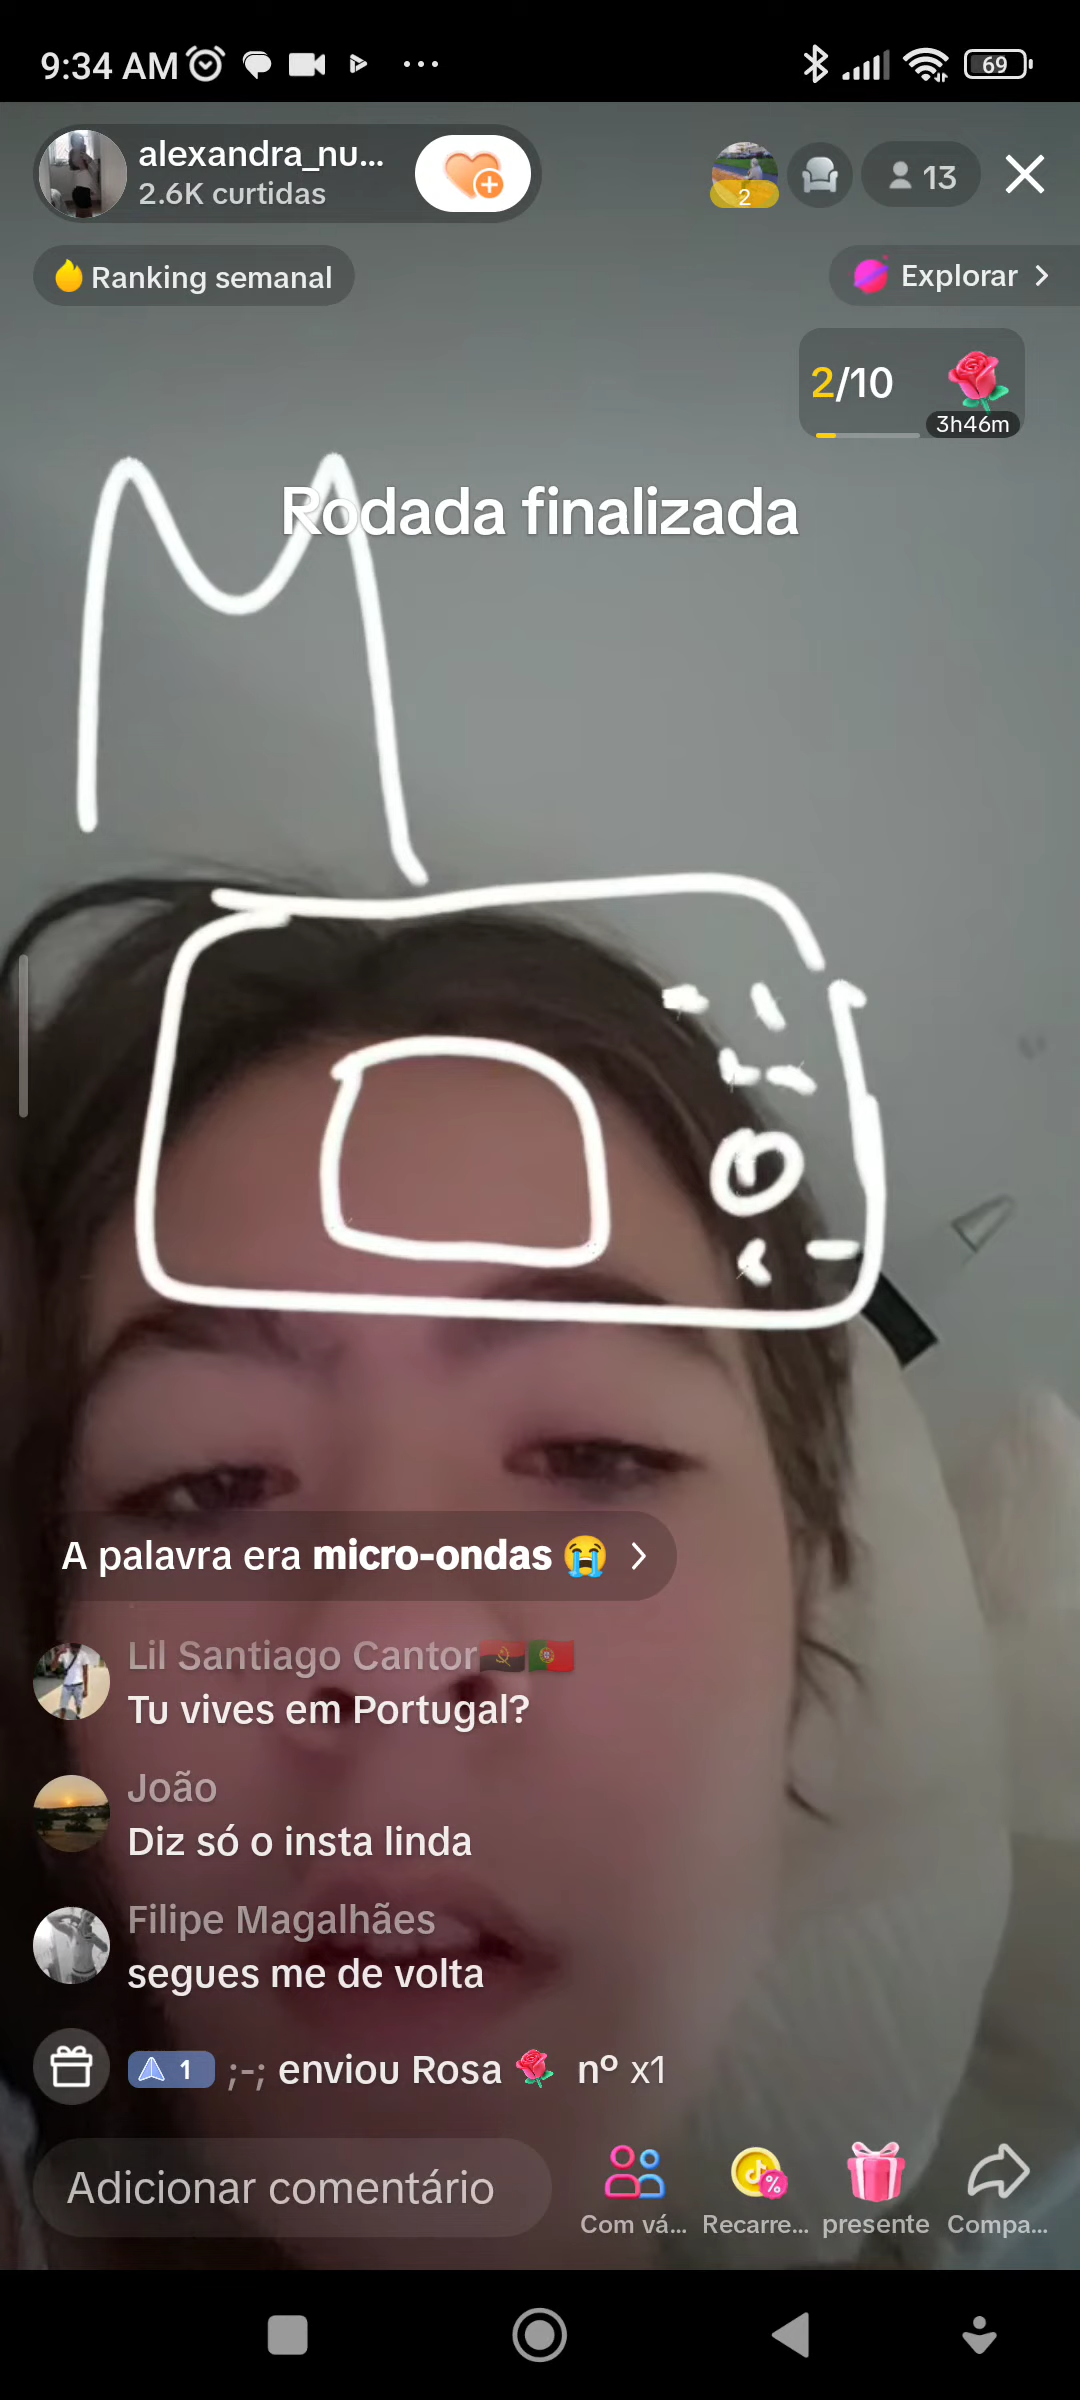 9:34 AM
69
alexandra_nu...
2.6K curtidas
2
13
Ranking semanal
Explorar
2/10
3h46m
Rodada finalizada
M
A palavra era micro-ondas 😭
Lil Santiago Cantor🇦🇴🇵🇹
Tu vives em Portugal?
João
Diz só o insta linda
Filipe Magalhães
segues me de volta
1 ;-; enviou Rosa nº x1
Adicionar comentário
Com vá...
Recarre...
presente
Compa...